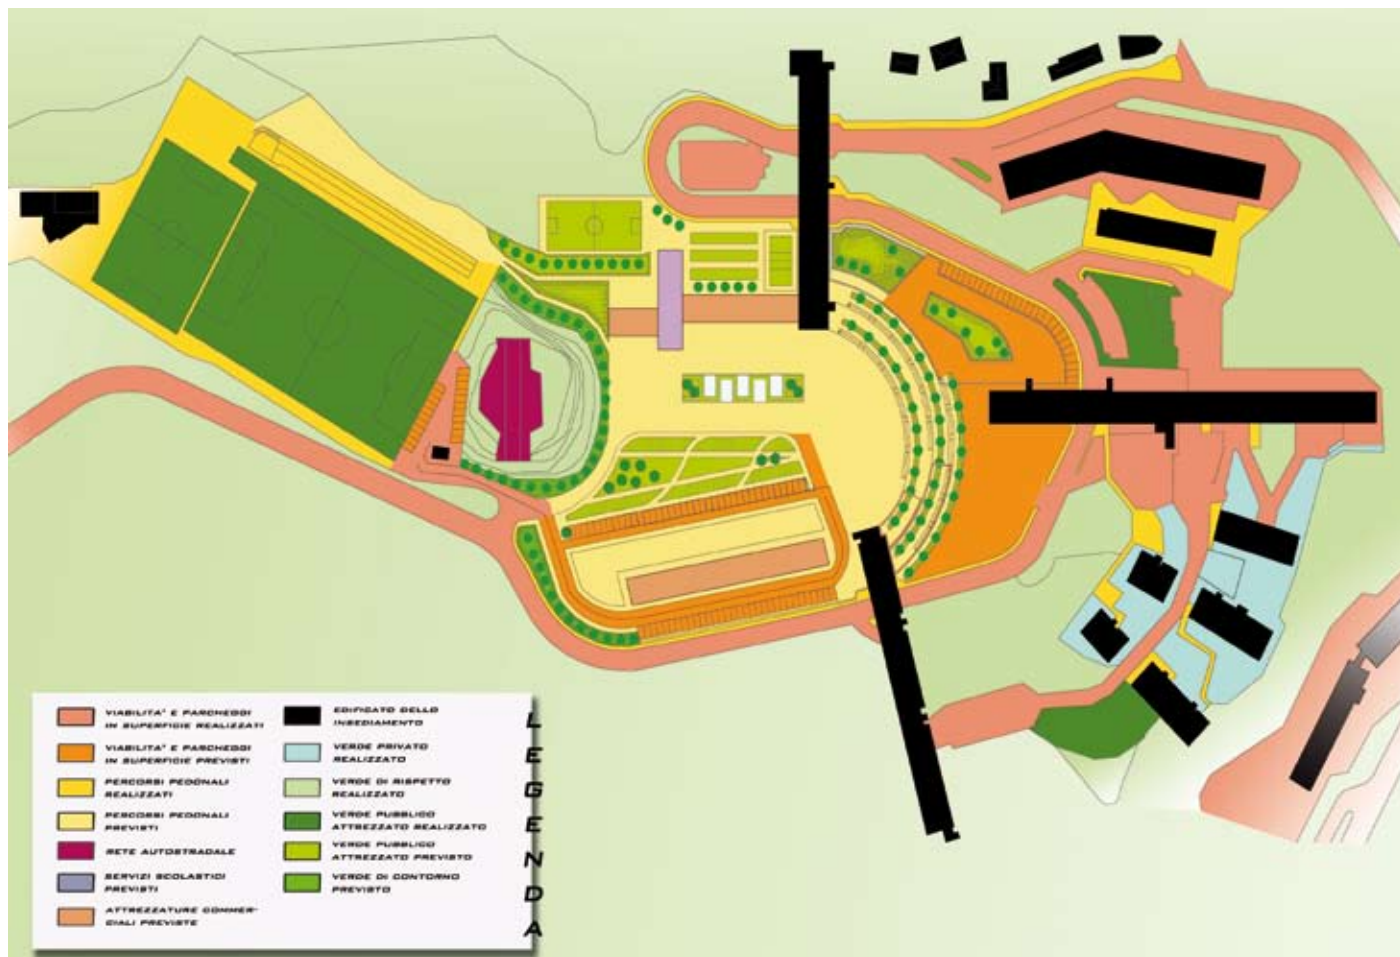 VIABILITA' E PARCHEGGI
IN SUPERFICIE REALIZZATI
VIABILITA' E PARCHEGGI
IN SUPERFICIE PREVISTI
PERCORSI PEDONALI
REALIZZATI
PERCORSI PEDONALI
PREVISTI
RETE AUTOSTRADALE
SERVIZI SCOLASTICI
PREVISTI
ATTREZZATURE COMMER-
CIALI PREVISTE
EDIFICATO DELLO
INSEDIAMENTO
VERDE PRIVATO
REALIZZATO
VERDE DI RISPETTO
REALIZZATO
VERDE PUBBLICO
ATTREZZATO REALIZZATO
VERDE PUBBLICO
ATTREZZATO PREVISTO
VERDE DI CONTORNO
PREVISTO
LEGENDA